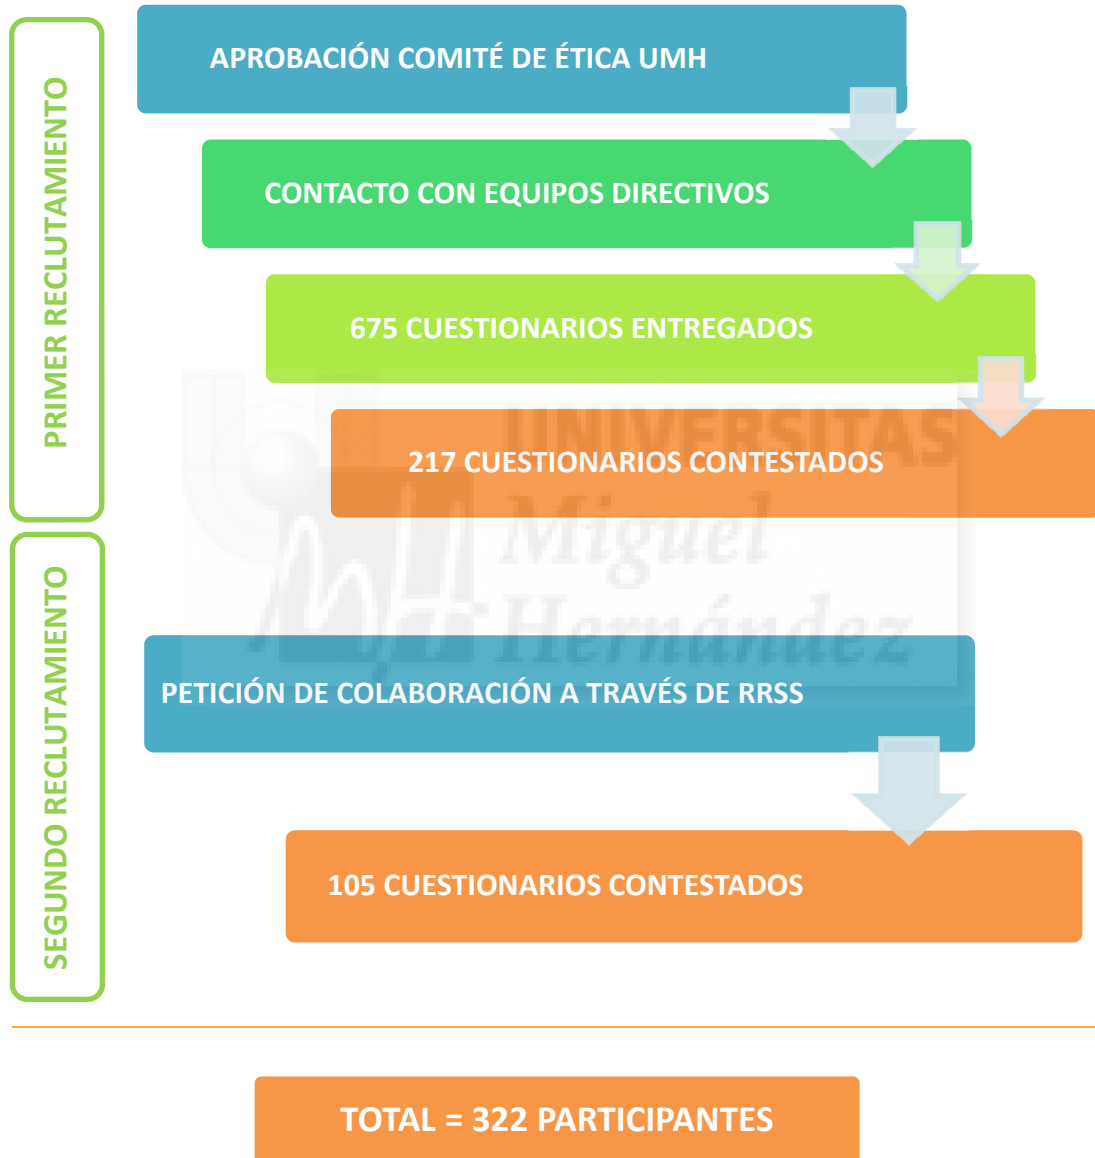 PRIMER RECLUTAMIENTO
APROBACIÓN COMITÉ DE ÉTICA UMH
CONTACTO CON EQUIPOS DIRECTIVOS
675 CUESTIONARIOS ENTREGADOS
217 CUESTIONARIOS CONTESTADOS
UNIVERSITAS
Miguel
Hernández
SEGUNDO RECLUTAMIENTO
PETICIÓN DE COLABORACIÓN A TRAVÉS DE RRSS
105 CUESTIONARIOS CONTESTADOS
TOTAL = 322 PARTICIPANTES